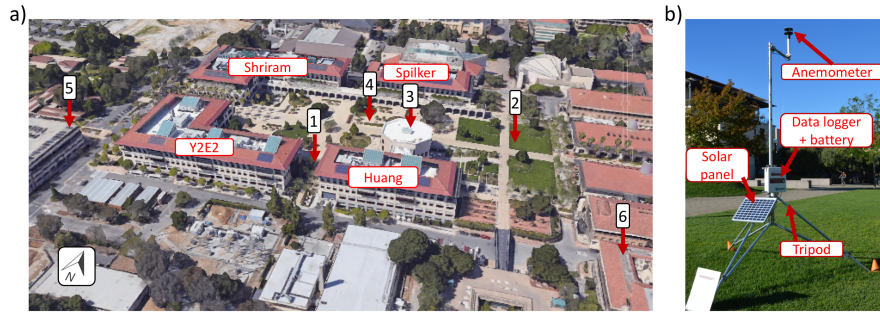 a)
b)
Shriram
Spilker
5
4
3
2
Anemometer
1
Y2E2
Data logger
+ battery
Huang
Solar
panel
6
Tripod
N